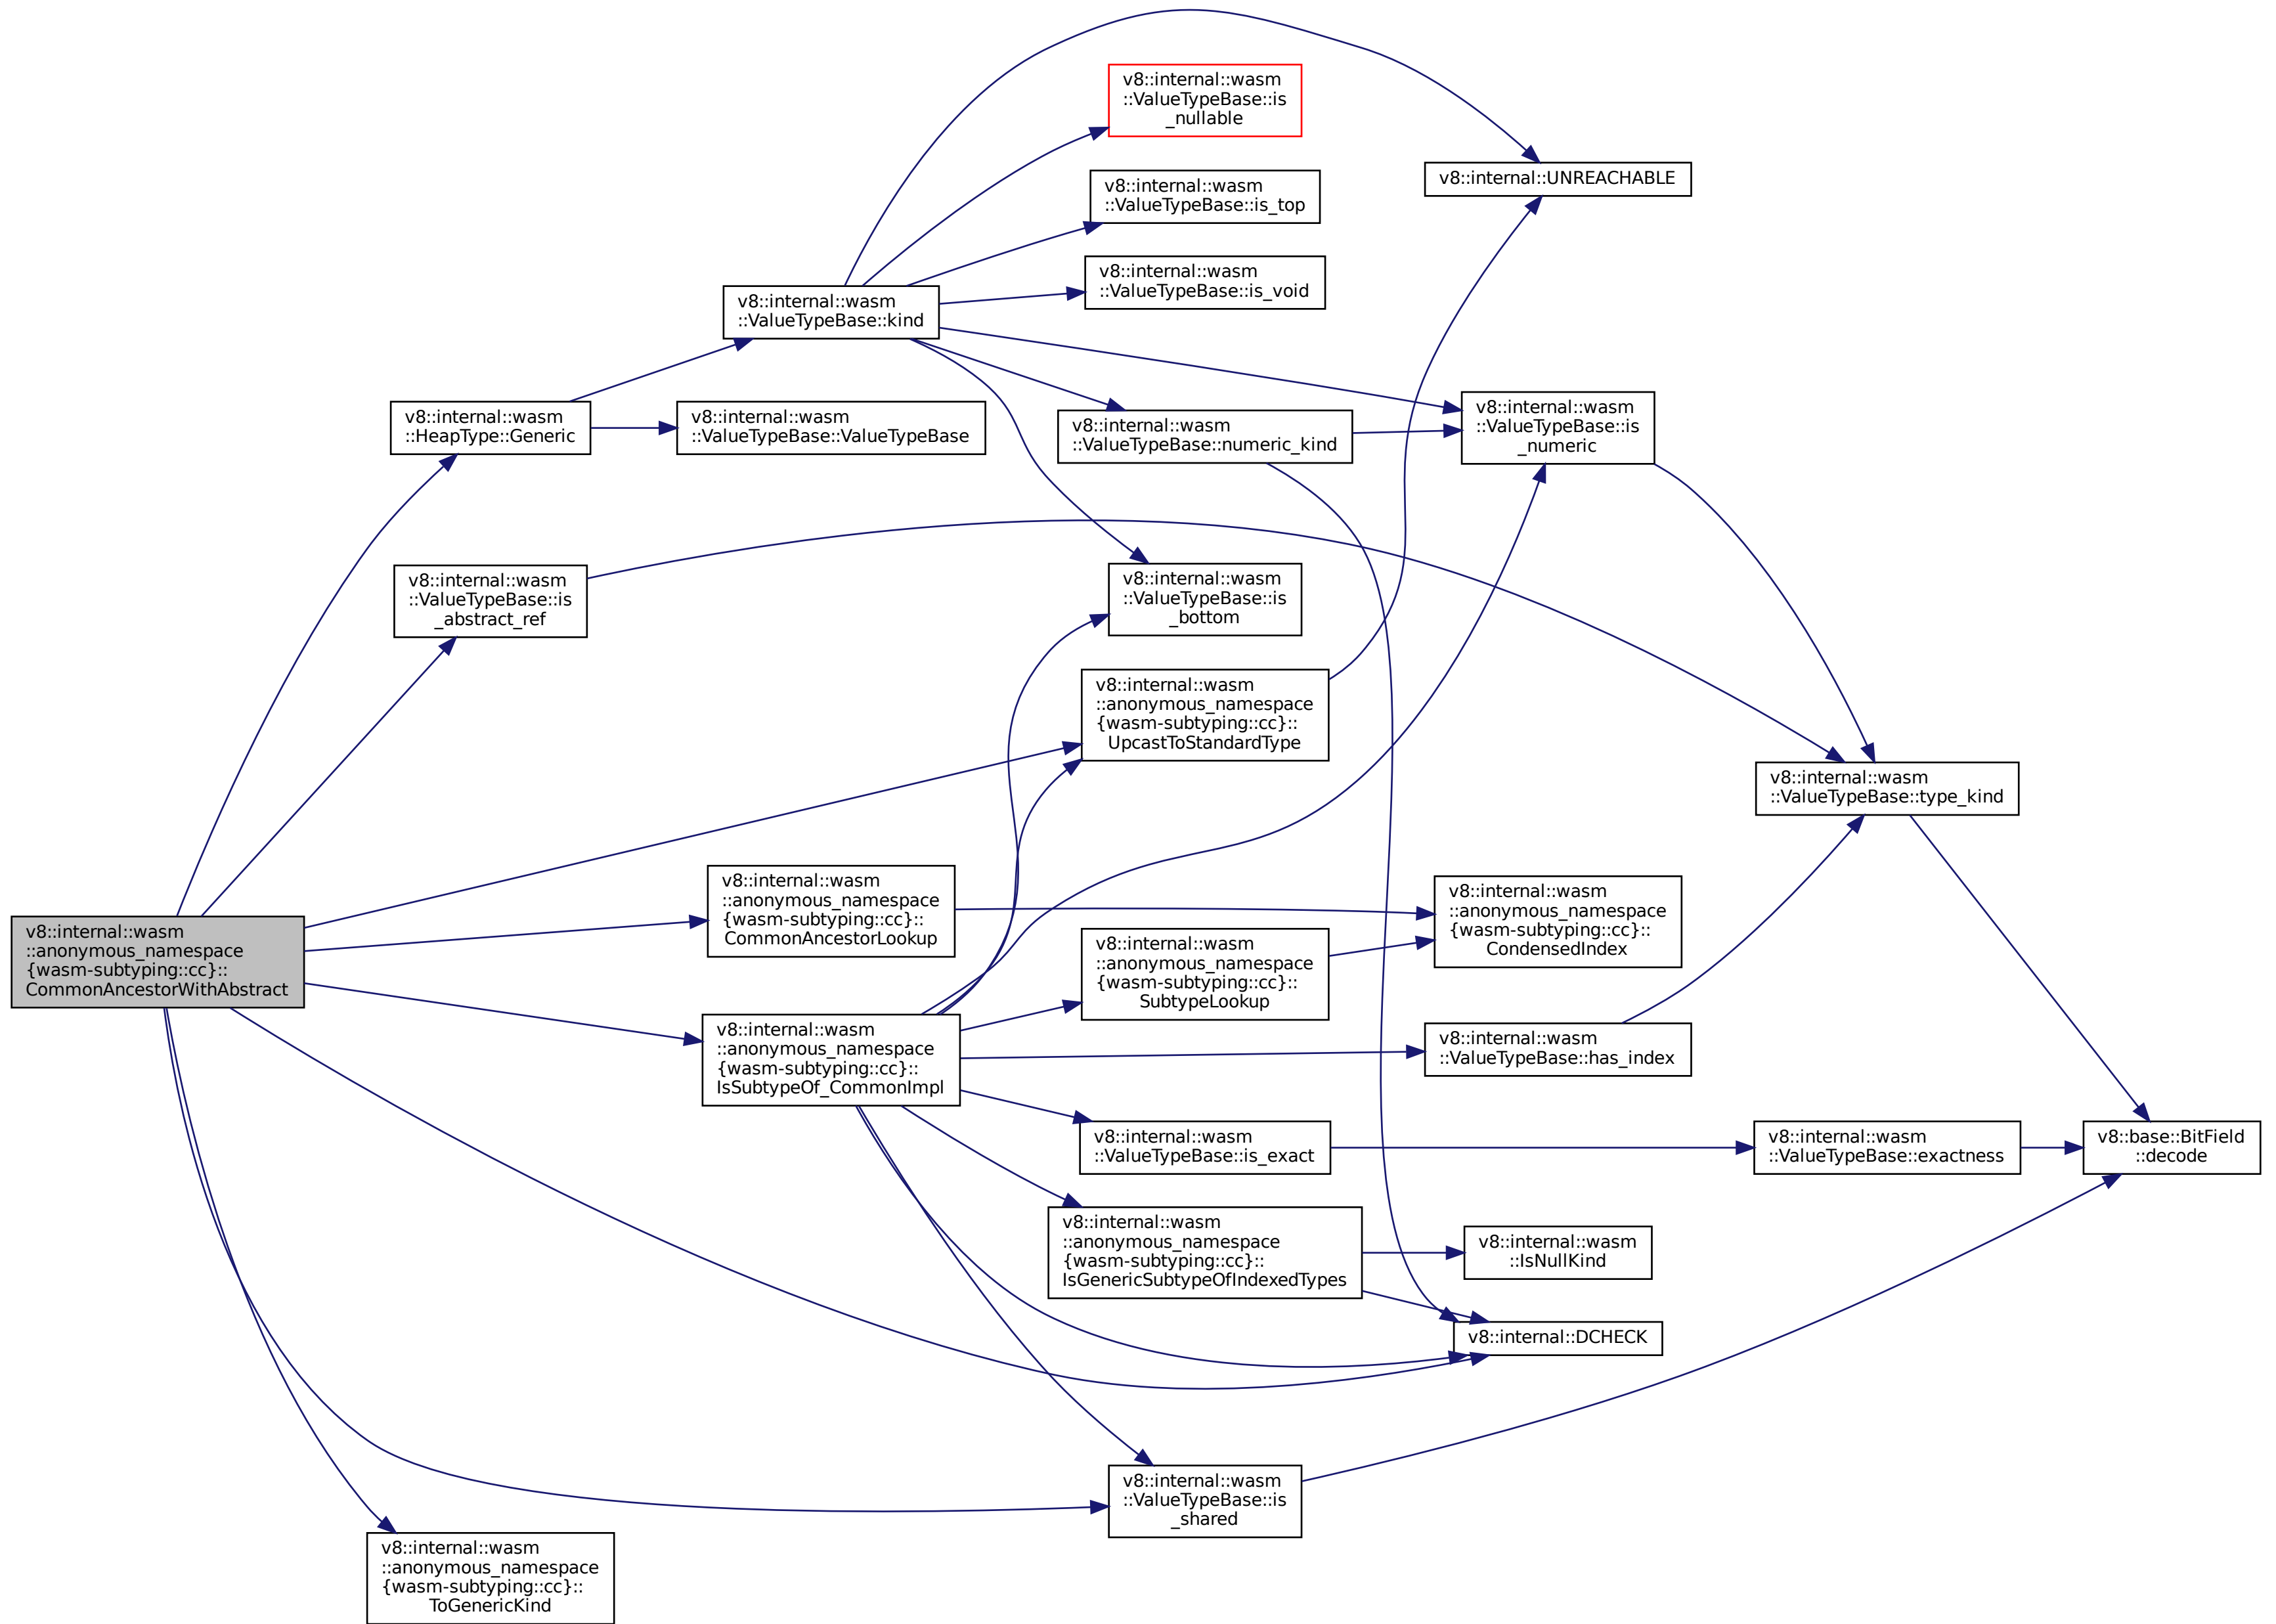 v8::internal::wasm
::ValueTypeBase::is
_nullable
v8::internal::UNREACHABLE
v8::internal::wasm
::ValueTypeBase::is_top
v8::internal::wasm
::ValueTypeBase::is_void
v8::internal::wasm
::ValueTypeBase::kind
v8::internal::wasm
::HeapType::Generic
v8::internal::wasm
::ValueTypeBase::ValueTypeBase
v8::internal::wasm
::ValueTypeBase::numeric_kind
v8::internal::wasm
::ValueTypeBase::is
_numeric
v8::internal::wasm
::ValueTypeBase::is
_abstract_ref
v8::internal::wasm
::ValueTypeBase::is
_bottom
v8::internal::wasm
::anonymous_namespace
{wasm-subtyping::cc}::
UpcastToStandardType
v8::internal::wasm
::ValueTypeBase::type_kind
v8::internal::wasm
::anonymous_namespace
{wasm-subtyping::cc}::
CommonAncestorLookup
v8::internal::wasm
::anonymous_namespace
{wasm-subtyping::cc}::
CondensedIndex
v8::internal::wasm
::anonymous_namespace
{wasm-subtyping::cc}::
CommonAncestorWithAbstract
v8::internal::wasm
::anonymous_namespace
{wasm-subtyping::cc}::
SubtypeLookup
v8::internal::wasm
::anonymous_namespace
{wasm-subtyping::cc}::
IsSubtypeOf_CommonImpl
v8::internal::wasm
::ValueTypeBase::has_index
v8::internal::wasm
::ValueTypeBase::is_exact
v8::internal::wasm
::ValueTypeBase::exactness
v8::base::BitField
::decode
v8::internal::wasm
::anonymous_namespace
{wasm-subtyping::cc}::
IsGenericSubtypeOfIndexedTypes
v8::internal::wasm
::IsNullKind
v8::internal::DCHECK
v8::internal::wasm
::ValueTypeBase::is
_shared
v8::internal::wasm
::anonymous_namespace
{wasm-subtyping::cc}::
ToGenericKind